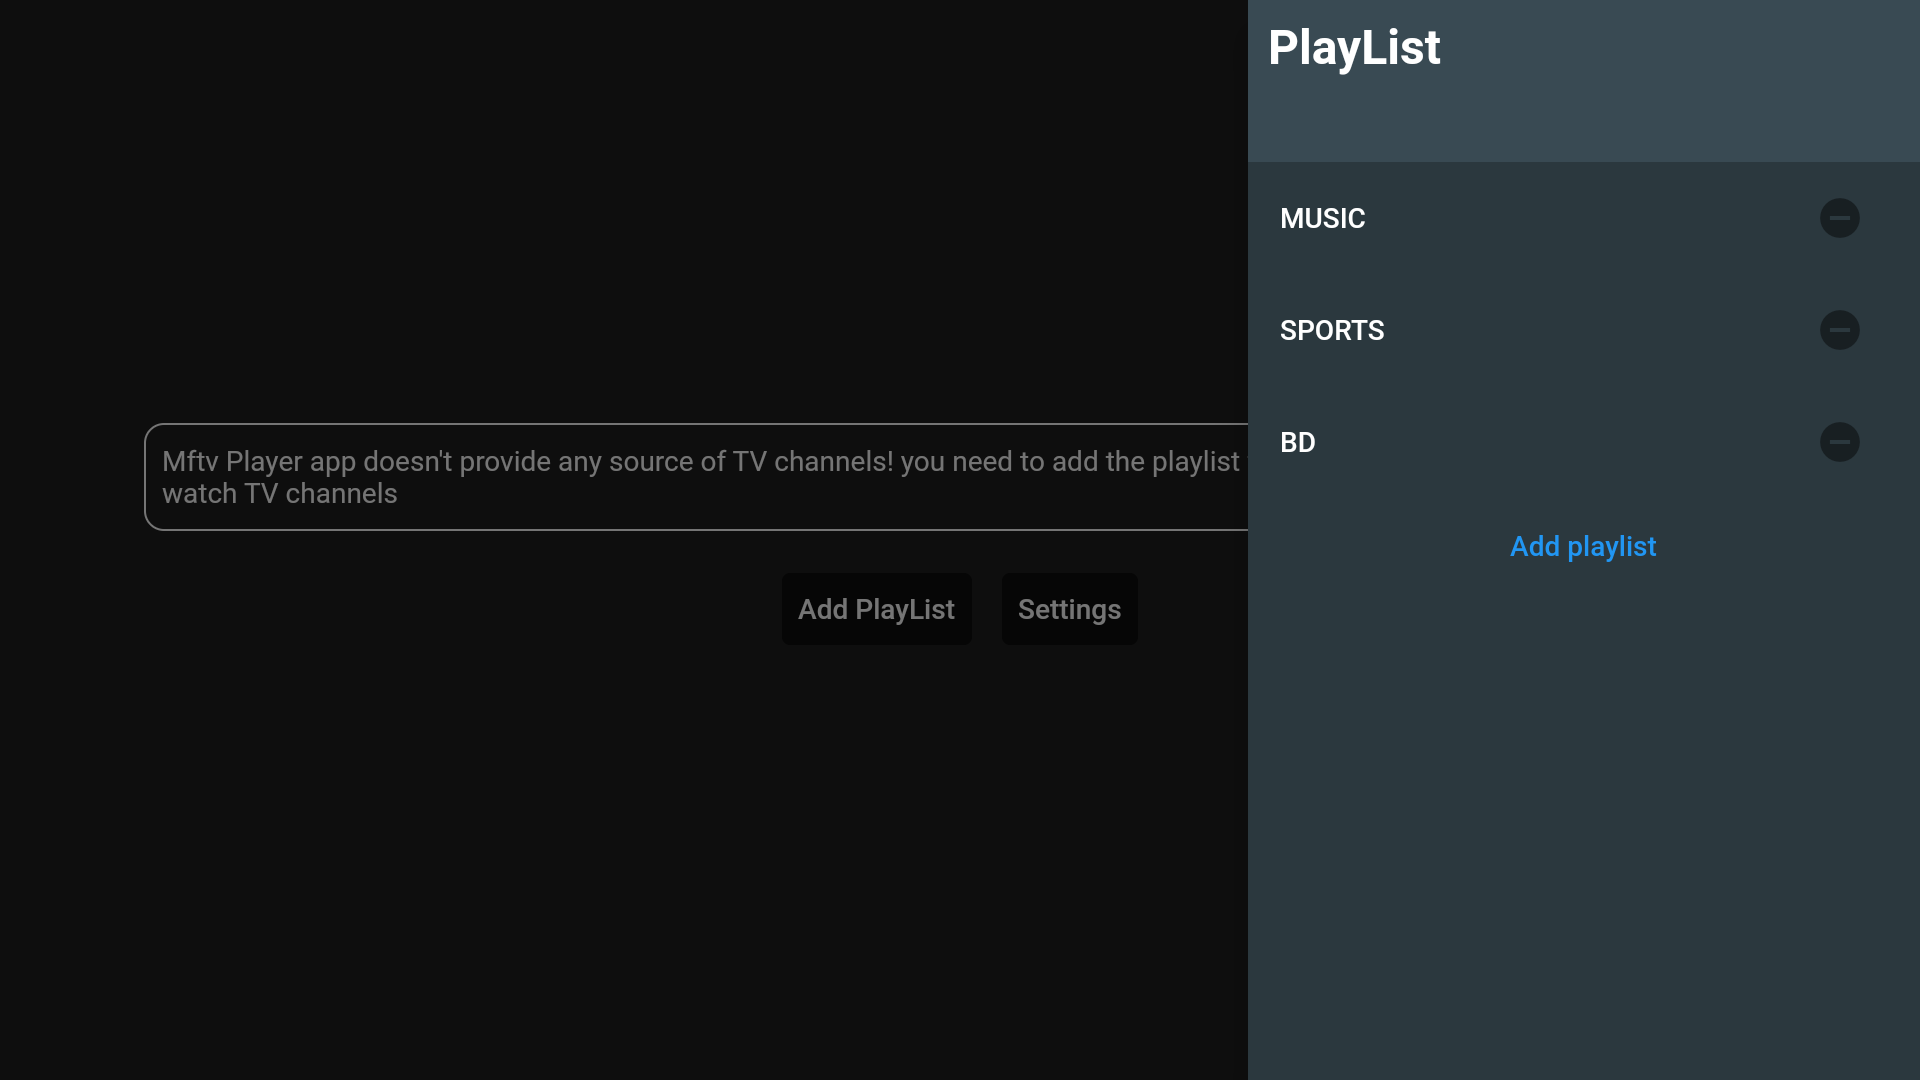 PlayList
MUSIC
SPORTS
BD
Add playlist
Mftv Player app doesn't provide any source of TV channels! you need to add the playlist
watch TV channels
Add PlayList
Settings